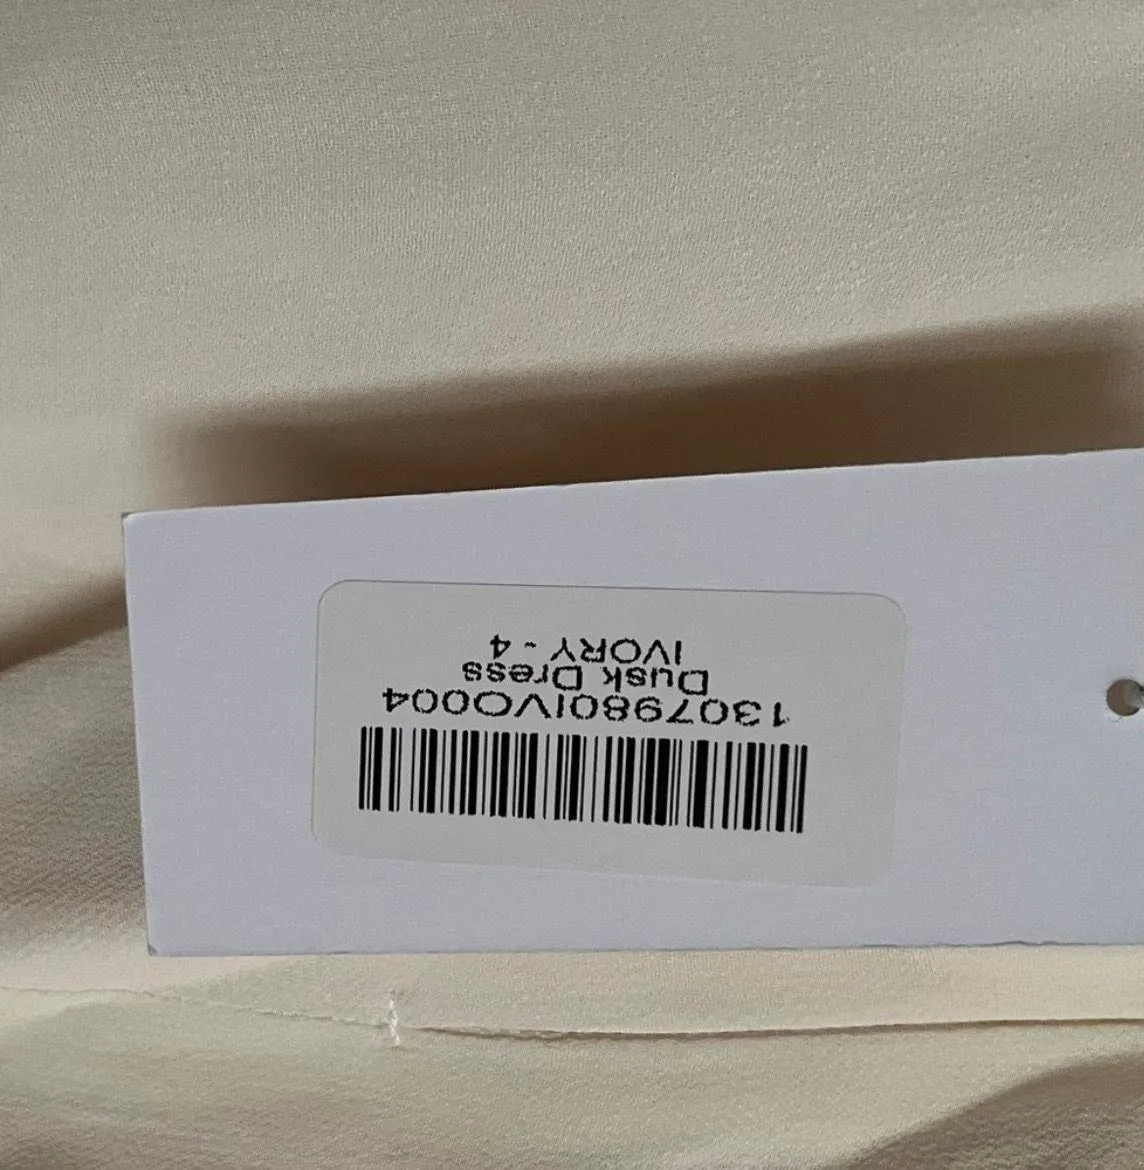 1307980IVO004
Dusk Dress
IVORY - 4